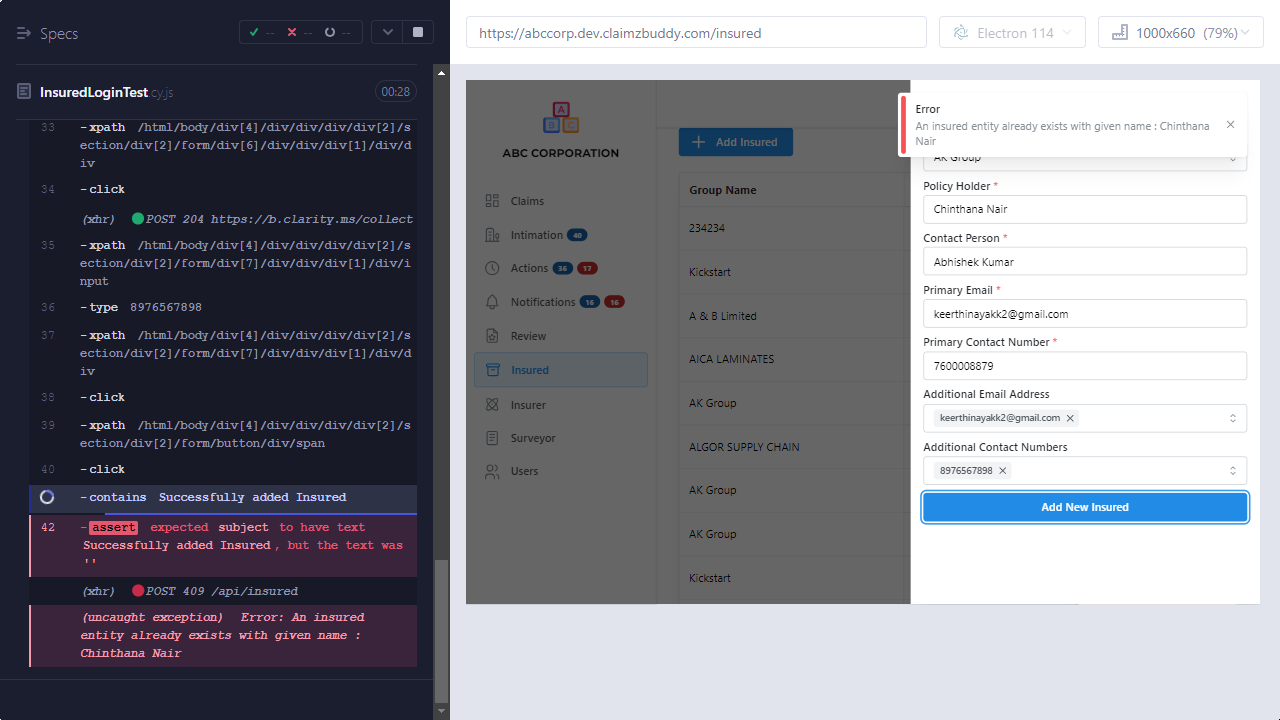 Specs
--
--
--
https://abccorp.dev.claimzbuddy.com/insured
Electron 114
1000x660 (79%)
InsuredLoginTest.cy.js
00:28
33 -xpath /html/body/div[4]/div/div/div/div[2]/s
ection/div[2]/form/div[6]/div/div/div[1]/div/d
iv
34 -click
(xhr) POST 204 https://b.clarity.ms/collect
35 -xpath /html/body/div[4]/div/div/div/div[2]/s
ection/div[2]/form/div[7]/div/div/div[1]/div/i
nput
36 -type 8976567898
37 -xpath /html/body/div[4]/div/div/div/div[2]/s
ection/div[2]/form/div[7]/div/div/div[1]/div/d
iv
38 -click
39 -xpath /html/body/div[4]/div/div/div/div[2]/s
ection/div[2]/form/button/div/span
40 -click
-contains Successfully added Insured
42 -assert expected subject to have text
Successfully added Insured, but the text was
''
(xhr) POST 409 /api/insured
(uncaught exception) Error: An insured
entity already exists with given name :
Chinthana Nair
A
B C
ABC CORPORATION
Claims
Intimation 40
Actions 36 17
Notifications 16 16
Review
Insured
Insurer
Surveyor
Users
Add Insured
Group Name
234234
Kickstart
A & B Limited
AICA LAMINATES
AK Group
ALGOR SUPPLY CHAIN
AK Group
AK Group
Kickstart
Error
An insured entity already exists with given name : Chinthana
Nair
AK Group
Policy Holder *
Chinthana Nair
Contact Person *
Abhishek Kumar
Primary Email *
keerthinayakk2@gmail.com
Primary Contact Number *
7600008879
Additional Email Address
keerthinayakk2@gmail.com
Additional Contact Numbers
8976567898
Add New Insured